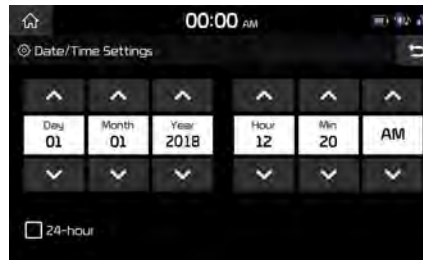 00:00 AM
Date/Time Settings
Day Month Year Hour Min
01 01 2018 12 20 AM
24-hour